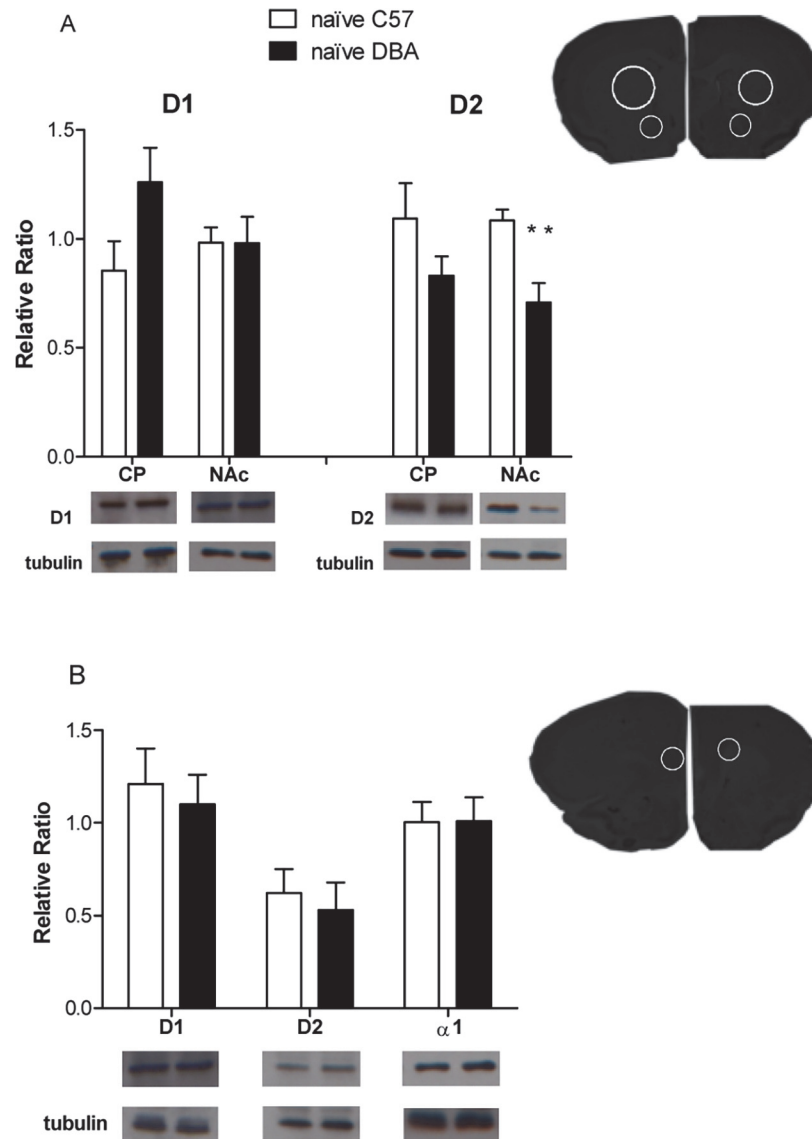 A
naïve C57
naïve DBA
D1 D2
1.5
1.0
0.5
0.0
Relative Ratio
* *
CP NAc CP NAc
D1 D2
tubulin tubulin
B
1.5
1.0
0.5
0.0
Relative Ratio
D1 D2 α1
tubulin